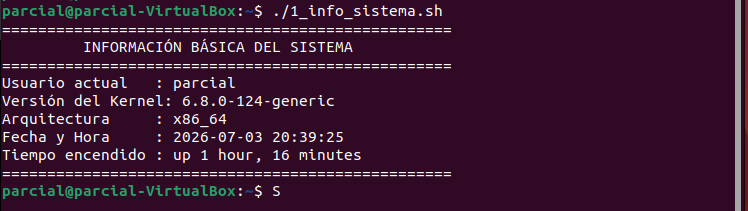 parcial@parcial-VirtualBox:~$ ./1_info_sistema.sh
==================================================
         INFORMACIÓN BÁSICA DEL SISTEMA
==================================================
Usuario actual   : parcial
Versión del Kernel: 6.8.0-124-generic
Arquitectura     : x86_64
Fecha y Hora     : 2026-07-03 20:39:25
Tiempo encendido : up 1 hour, 16 minutes
==================================================
parcial@parcial-VirtualBox:~$ S